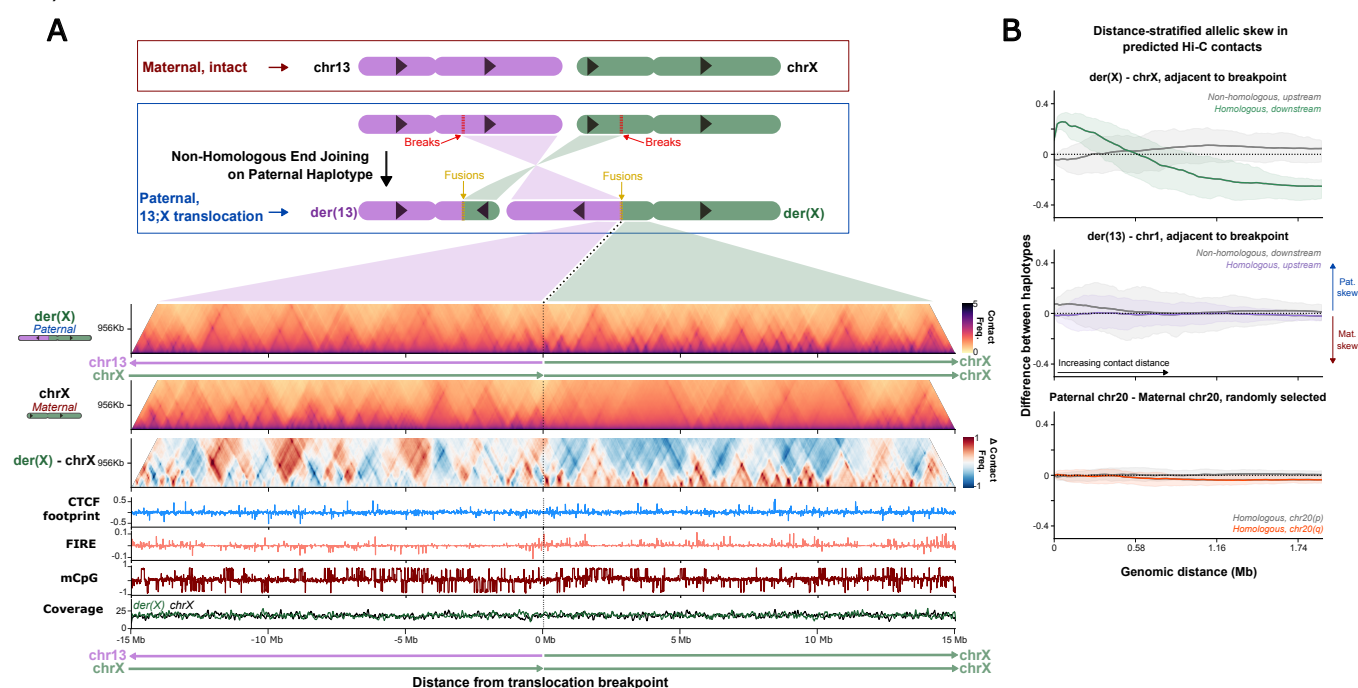 A
Maternal, intact
chr13
chrX
Breaks
Breaks
Non-Homologous End Joining
on Paternal Haplotype
Fusions
Fusions
Paternal,
13;X translocation
der(13)
der(X)
der(X)
Paternal
956Kb
5
0
Contact
Freq.
chr13
chrX
chrX
chrX
chrX
Maternal
956Kb
der(X) - chrX
956Kb
1
-1
Δ Contact
Freq.
CTCF
footprint
0.5
-0.5
FIRE
0.1
-0.1
mCpG
1
-1
Coverage
25
0
der(X) chrX
-15 Mb
-10 Mb
-5 Mb
0 Mb
5 Mb
10 Mb
15 Mb
chr13
chrX
chrX
chrX
Distance from translocation breakpoint
B
Distance-stratified allelic skew in
predicted Hi-C contacts
der(X) - chrX, adjacent to breakpoint
Non-homologous, upstream
Homologous, downstream
0.4
0
-0.4
der(13) - chr1, adjacent to breakpoint
Non-homologous, downstream
Homologous, upstream
0.4
0
-0.4
Increasing contact distance
Pat.
skew
Mat.
skew
Difference between haplotypes
Paternal chr20 - Maternal chr20, randomly selected
0.4
0
-0.4
Homologous, chr20(p)
Homologous, chr20(q)
0
0.58
1.16
1.74
Genomic distance (Mb)